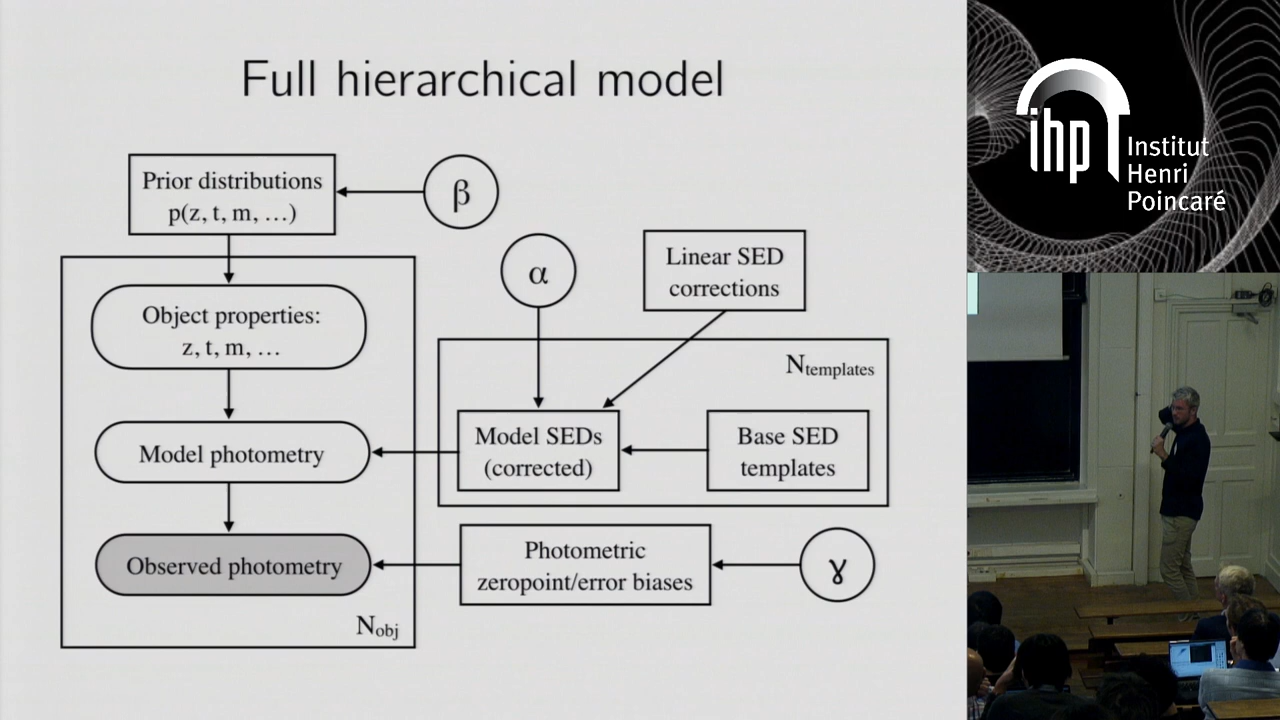 Full hierarchical model
Prior distributions
p(z, t, m, …)
β
α
Linear SED
corrections
Object properties:
z, t, m, …
Ntemplates
Model photometry
Model SEDs
(corrected)
Base SED
templates
Observed photometry
Photometric
zeropoint/error biases
γ
Nobj
ihp
Institut
Henri
Poincaré